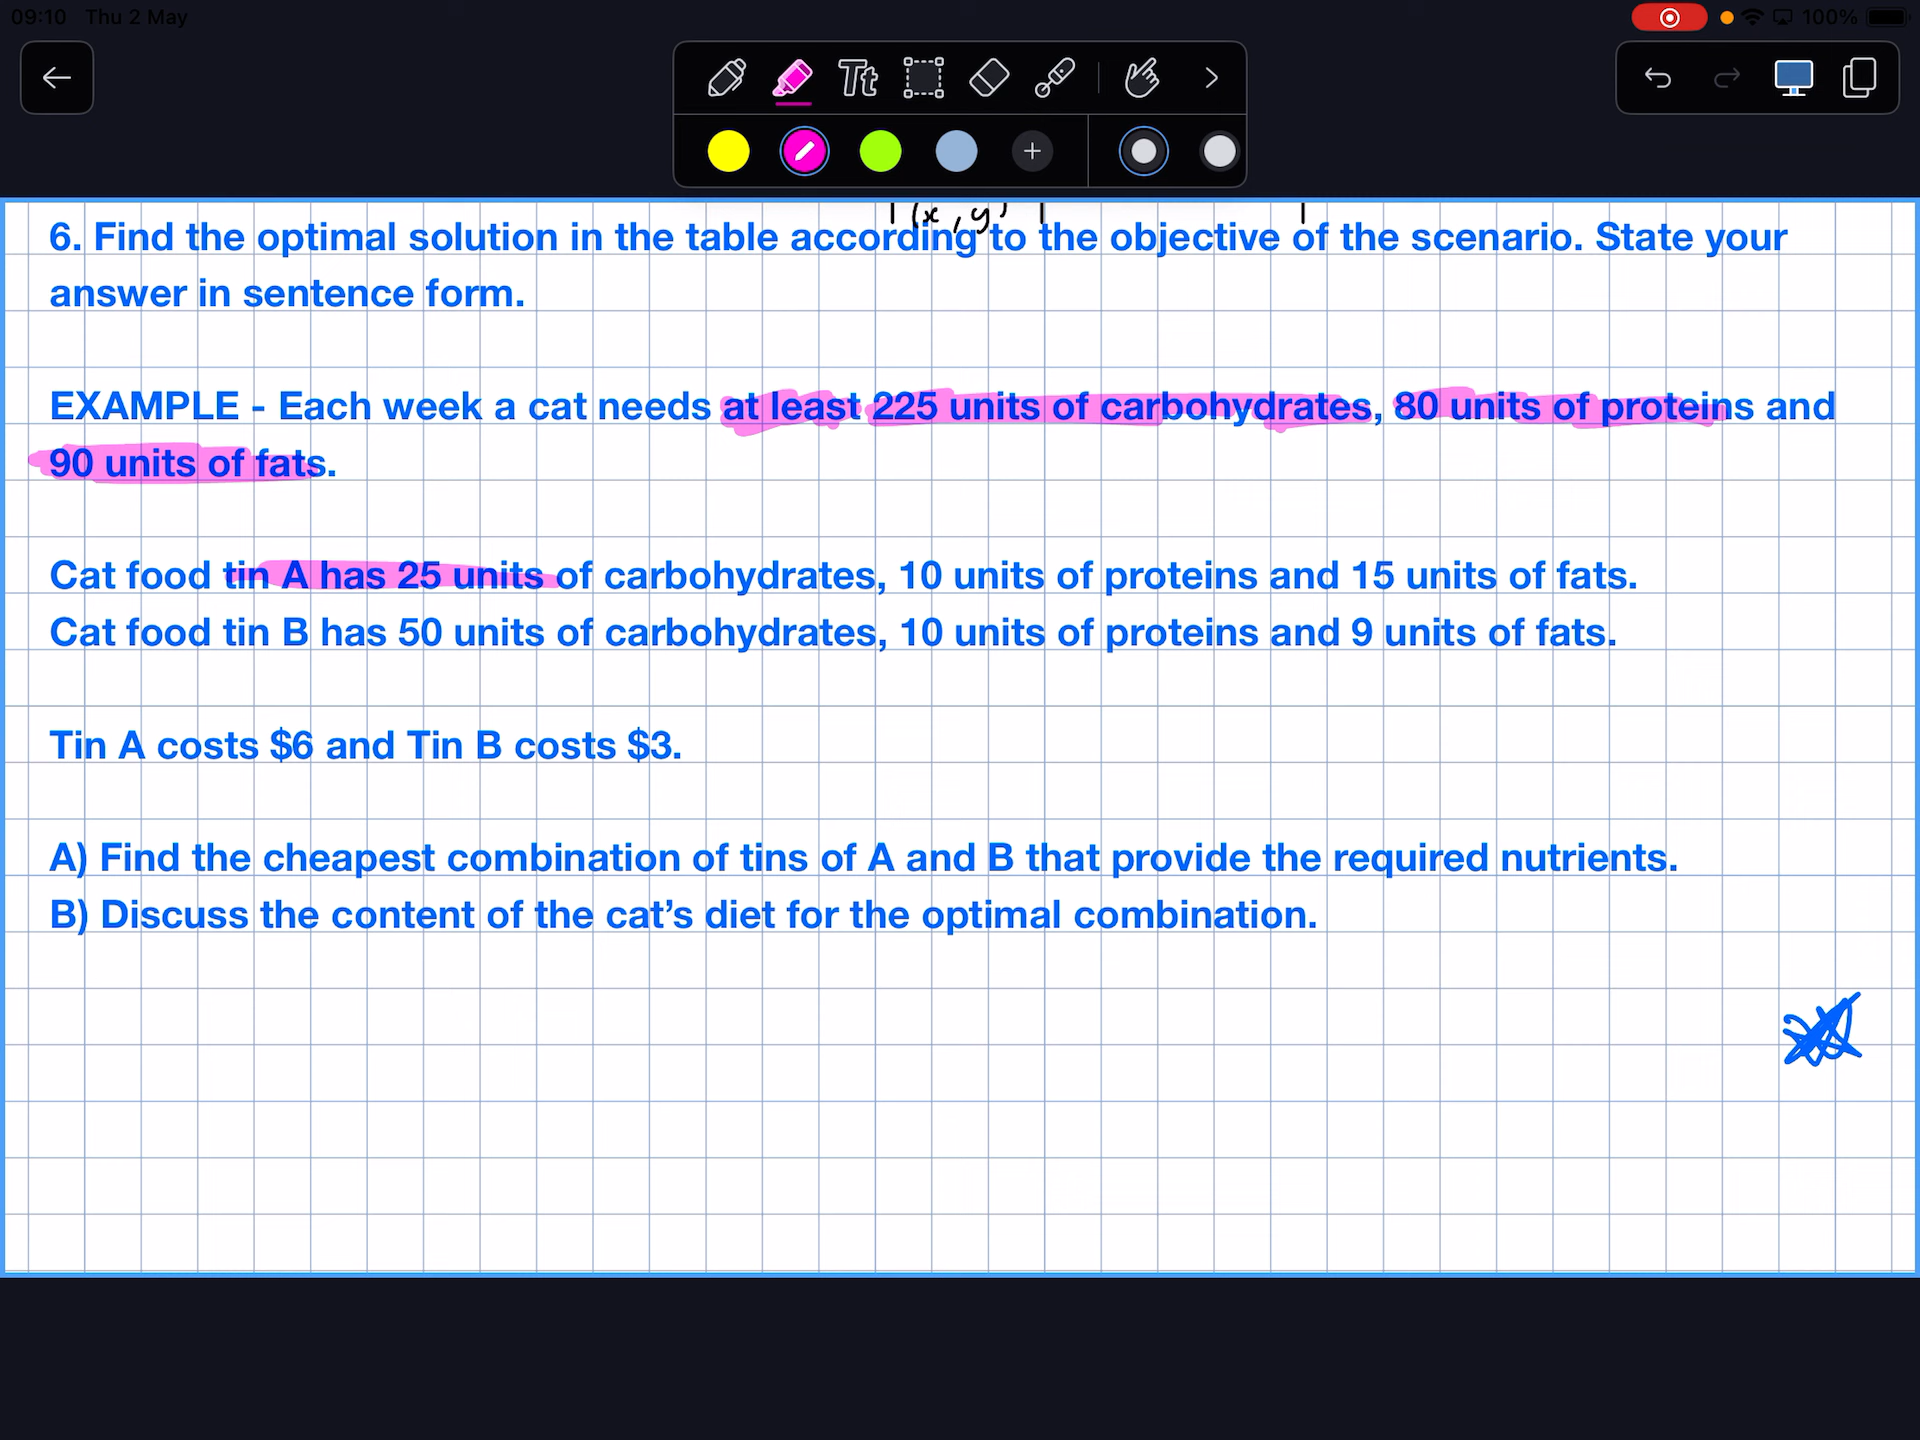 09:10 Thu 2 May
100%
Tt
(x, y)
6. Find the optimal solution in the table according to the objective of the scenario. State your
answer in sentence form.
EXAMPLE - Each week a cat needs at least 225 units of carbohydrates, 80 units of proteins and
90 units of fats.
Cat food tin A has 25 units of carbohydrates, 10 units of proteins and 15 units of fats.
Cat food tin B has 50 units of carbohydrates, 10 units of proteins and 9 units of fats.
Tin A costs $6 and Tin B costs $3.
A) Find the cheapest combination of tins of A and B that provide the required nutrients.
B) Discuss the content of the cat’s diet for the optimal combination.